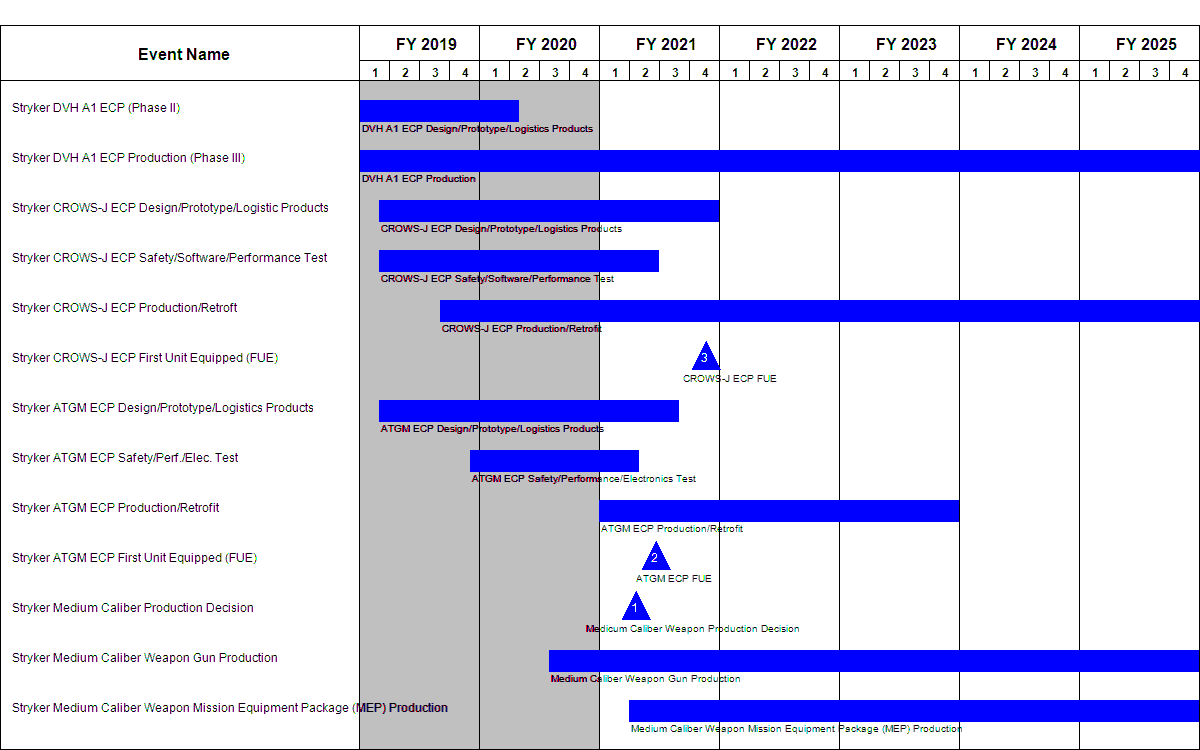 Event Name FY 2019 FY 2020 FY 2021 FY 2022 FY 2023 FY 2024 FY 2025
1 2 3 4 1 2 3 4 1 2 3 4 1 2 3 4 1 2 3 4 1 2 3 4 1 2 3 4
Stryker DVH A1 ECP (Phase II)
DVH A1 ECP Design/Prototype/Logistics Products
Stryker DVH A1 ECP Production (Phase III)
DVH A1 ECP Production
Stryker CROWS-J ECP Design/Prototype/Logistic Products
CROWS-J ECP Design/Prototype/Logistics Products
Stryker CROWS-J ECP Safety/Software/Performance Test
CROWS-J ECP Safety/Software/Performance Test
Stryker CROWS-J ECP Production/Retroft
CROWS-J ECP Production/Retrofit
Stryker CROWS-J ECP First Unit Equipped (FUE)
3
CROWS-J ECP FUE
Stryker ATGM ECP Design/Prototype/Logistics Products
ATGM ECP Design/Prototype/Logistics Products
Stryker ATGM ECP Safety/Perf./Elec. Test
ATGM ECP Safety/Performance/Electronics Test
Stryker ATGM ECP Production/Retrofit
ATGM ECP Production/Retrofit
Stryker ATGM ECP First Unit Equipped (FUE)
2
ATGM ECP FUE
Stryker Medium Caliber Production Decision
1
Medicum Caliber Weapon Production Decision
Stryker Medium Caliber Weapon Gun Production
Medium Caliber Weapon Gun Production
Stryker Medium Caliber Weapon Mission Equipment Package (MEP) Production
Medium Caliber Weapon Mission Equipment Package (MEP) Production